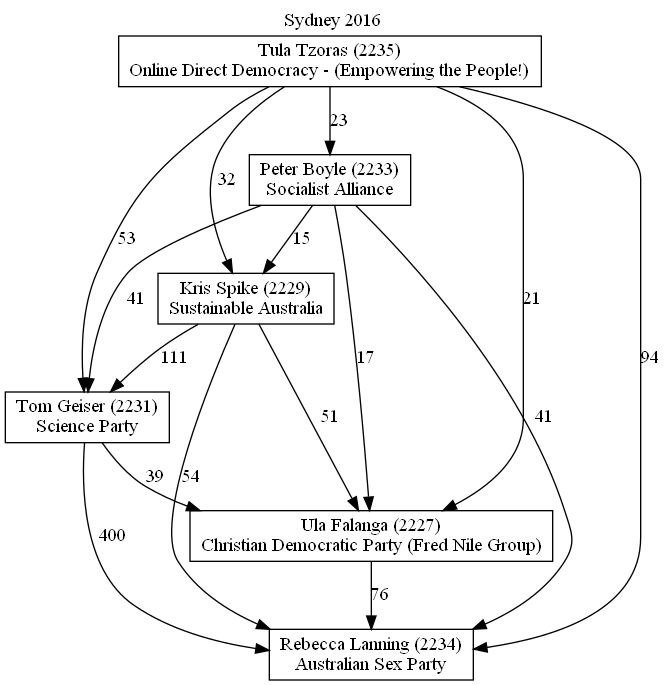 Sydney 2016
Tula Tzoras (2235)
Online Direct Democracy - (Empowering the People!)
23
Peter Boyle (2233)
Socialist Alliance
32
53
15
41
Kris Spike (2229)
Sustainable Australia
21
17
94
111
Tom Geiser (2231)
Science Party
51
41
39
54
Ula Falanga (2227)
Christian Democratic Party (Fred Nile Group)
400
76
Rebecca Lanning (2234)
Australian Sex Party